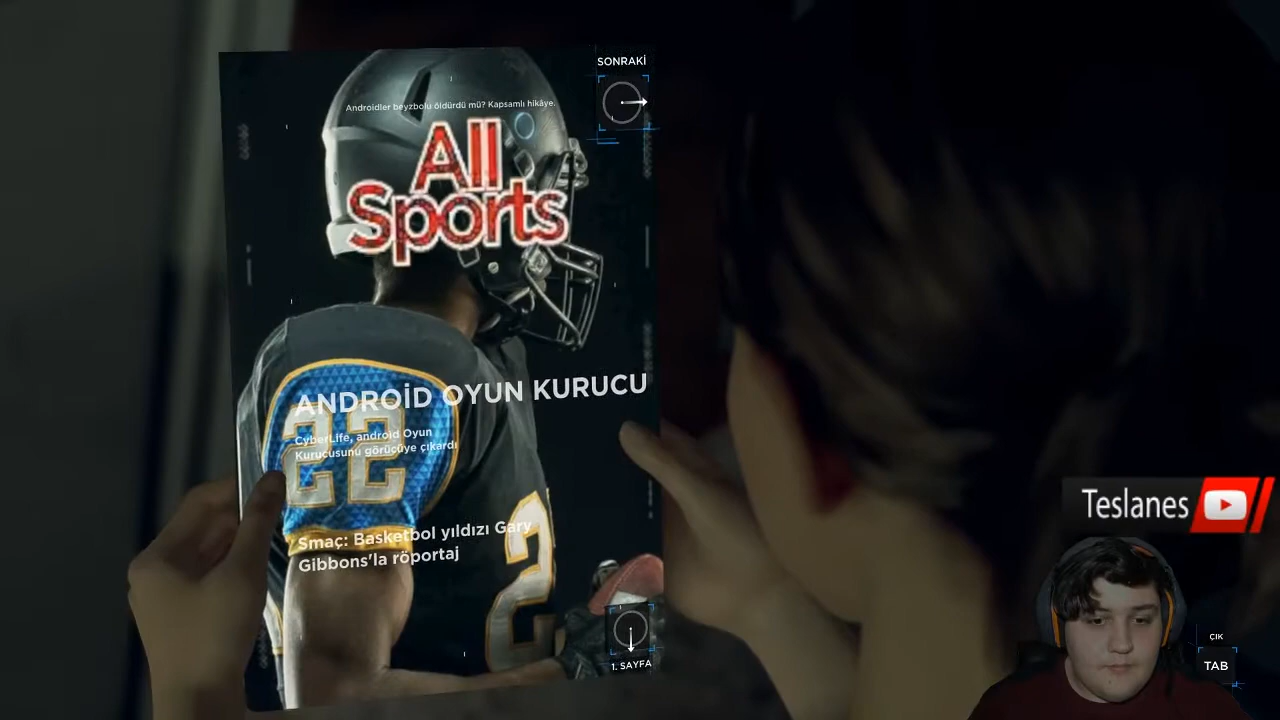 SONRAKİ
Androidler beyzbolu öldürdü mü? Kapsamlı hikâye.
All
Sports
ANDROİD OYUN KURUCU
22
CyberLife, android Oyun
Kurucusunu görücüye çıkardı
2
Smaç: Basketbol yıldızı Gary
Gibbons'la röportaj
1. SAYFA
Teslanes
ÇIK
TAB